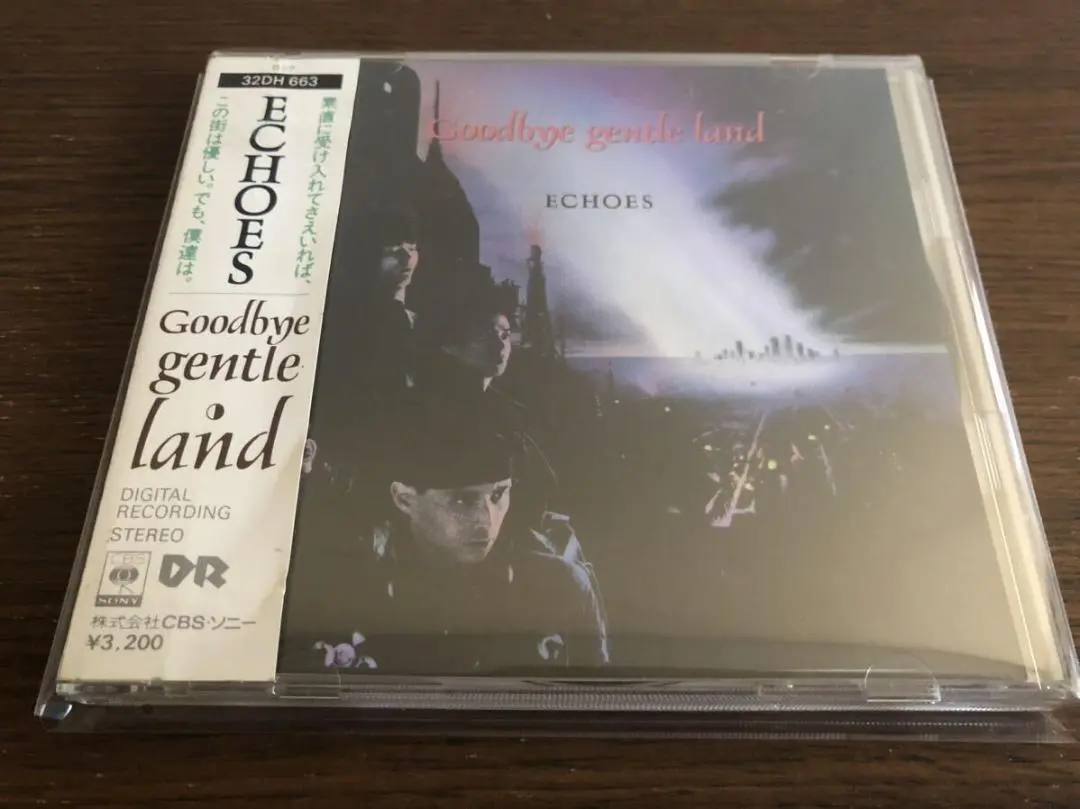 32DH 663
ECHOES
素直に受け入れてさえいれば、
この街は優しい。でも、僕達は。
Goodbye
gentle
land
DIGITAL
RECORDING
STEREO
CBS
SONY
DR
株式会社CBS・ソニー
¥3,200
Goodbye gentle land
ECHOES